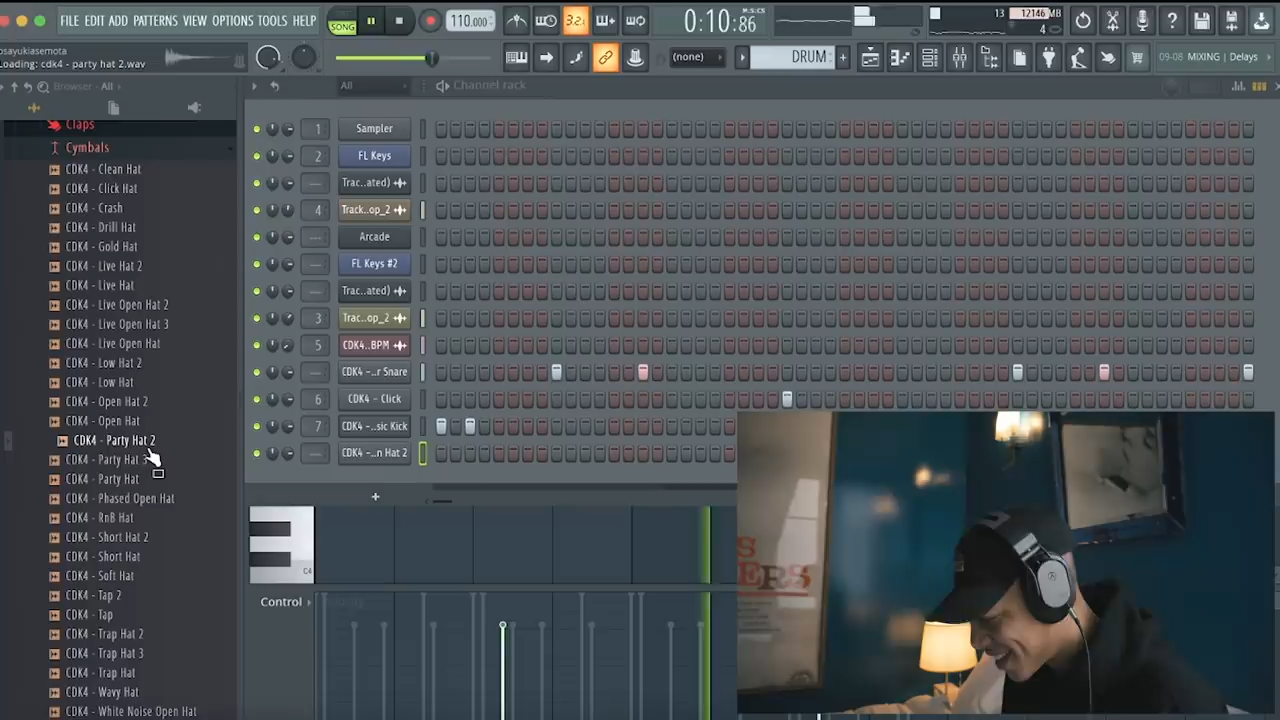 FILE EDIT ADD PATTERNS VIEW OPTIONS TOOLS HELP
SONG
110.000
3 2 1
0:10:86
M:S:CS
13
12146 MB
4
osayukiasemota
Loading: cdk4 - party hat 2.wav
(none)
DRUM
09-08 MIXING | Delays
Browser - All
All
Channel rack
Claps
Cymbals
CDK4 - Clean Hat
CDK4 - Click Hat
CDK4 - Crash
CDK4 - Drill Hat
CDK4 - Gold Hat
CDK4 - Live Hat 2
CDK4 - Live Hat
CDK4 - Live Open Hat 2
CDK4 - Live Open Hat 3
CDK4 - Live Open Hat
CDK4 - Low Hat 2
CDK4 - Low Hat
CDK4 - Open Hat 2
CDK4 - Open Hat
CDK4 - Party Hat 2
CDK4 - Party Hat
CDK4 - Party Hat
CDK4 - Phased Open Hat
CDK4 - RnB Hat
CDK4 - Short Hat 2
CDK4 - Short Hat
CDK4 - Soft Hat
CDK4 - Tap 2
CDK4 - Tap
CDK4 - Trap Hat 2
CDK4 - Trap Hat 3
CDK4 - Trap Hat
CDK4 - Wavy Hat
CDK4 - White Noise Open Hat
1 Sampler
2 FL Keys
--- Trac..ated)
4 Track..op_2
--- Arcade
--- FL Keys #2
--- Trac..ated)
3 Trac..op_2
5 CDK4..BPM
--- CDK4 -..r Snare
6 CDK4 - Click
7 CDK4 -..sic Kick
--- CDK4 -..n Hat 2
+
C4
Control
Velocity